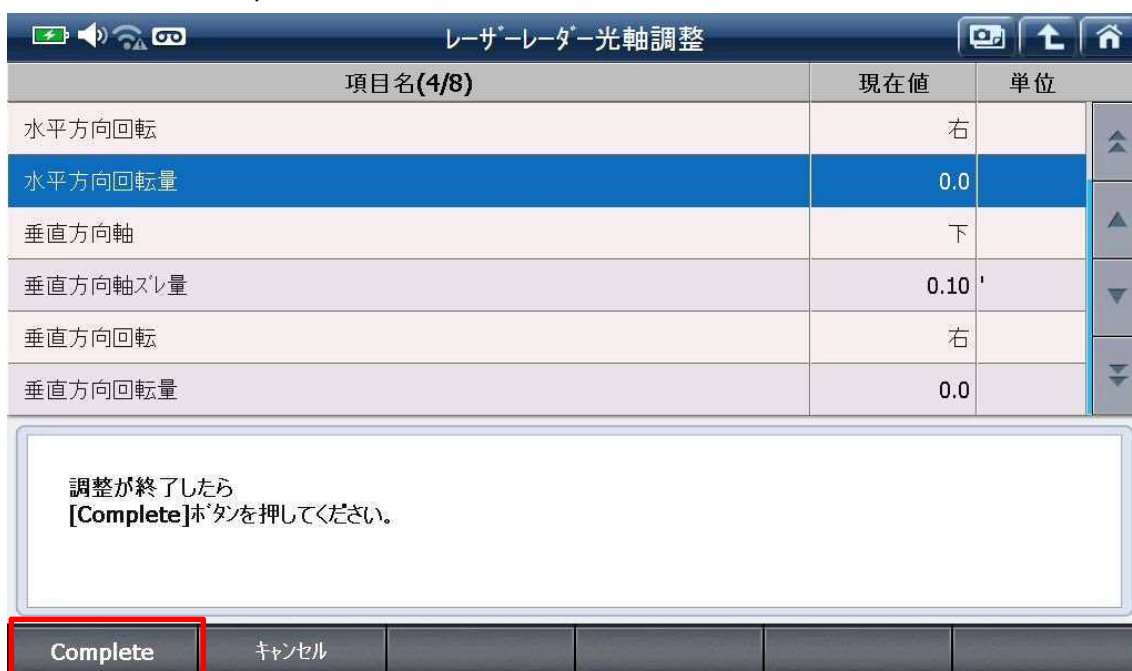 レーザーレーダー光軸調整
項目名(4/8) 現在値 単位
水平方向回転 右
水平方向回転量 0.0
垂直方向軸 下
垂直方向軸ズレ量 0.10 '
垂直方向回転 右
垂直方向回転量 0.0
調整が終了したら
[Complete]ボタンを押してください。
Complete キャンセル